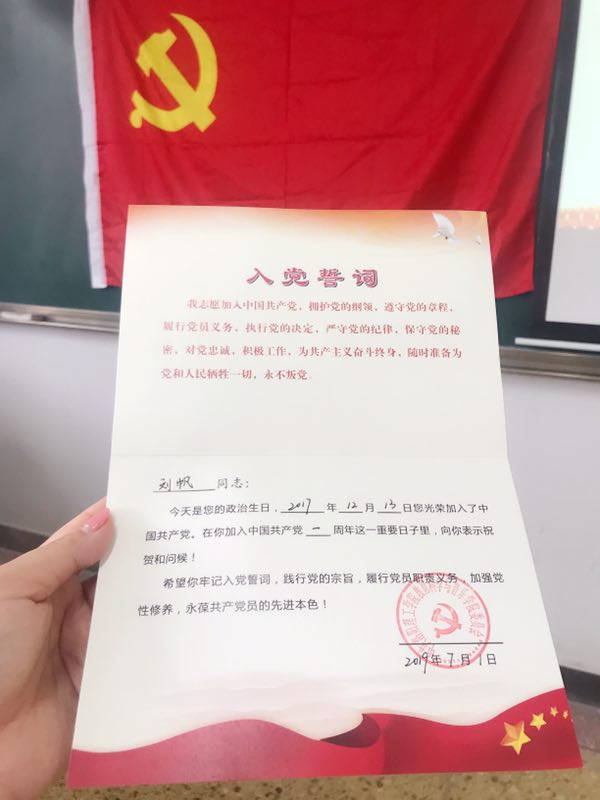 入党誓词
我志愿加入中国共产党，拥护党的纲领，遵守党的章程，
履行党员义务，执行党的决定，严守党的纪律，保守党的秘
密，对党忠诚，积极工作，为共产主义奋斗终身，随时准备为
党和人民牺牲一切，永不叛党。
刘帆 同志：
今天是您的政治生日，2017 年 12 月 13 日您光荣加入了中
国共产党。在你加入中国共产党 一 周年这一重要日子里，向你表示祝
贺和问候！
希望你牢记入党誓词，践行党的宗旨，履行党员职责义务，加强党
性修养，永葆共产党员的先进本色！
2019年7月1日